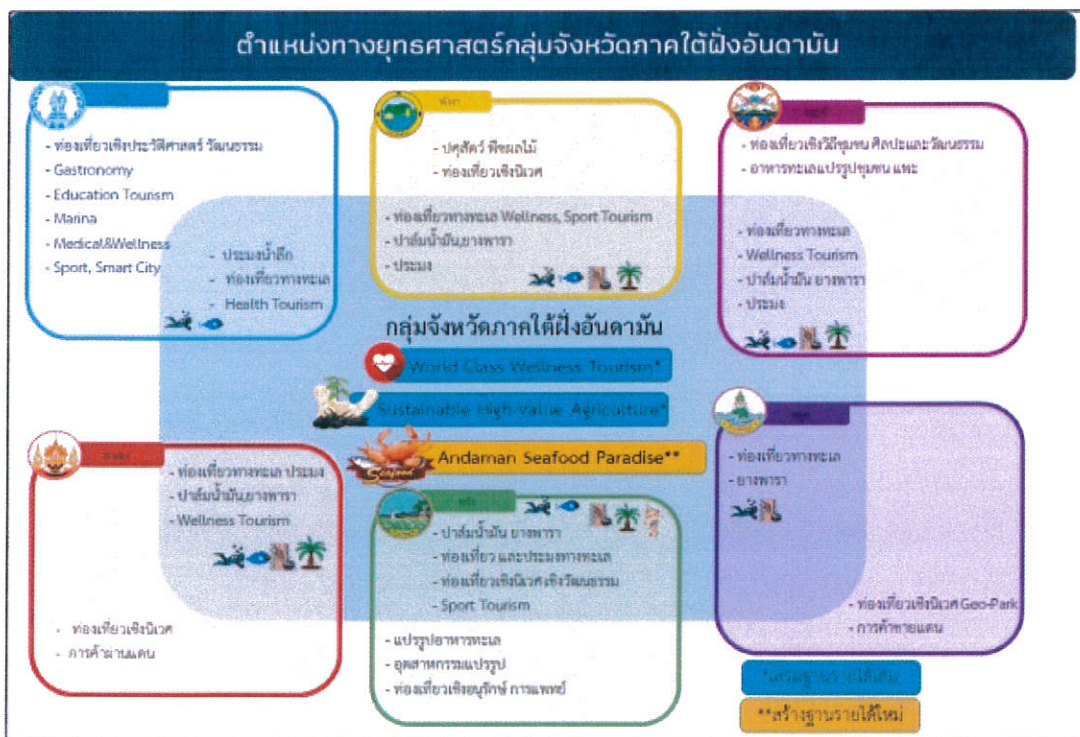 ตำแหน่งทางยุทธศาสตร์กลุ่มจังหวัดภาคใต้ฝั่งอันดามัน
- ท่องเที่ยวเชิงประวัติศาสตร์ วัฒนธรรม
- Gastronomy
- Education Tourism
- Marina
- Medical&Wellness
- Sport, Smart City
- ประมงน้ำลึก
- ท่องเที่ยวทางทะเล
- Health Tourism
พังงา
- ปศุสัตว์ พืชผลไม้
- ท่องเที่ยวเชิงนิเวศ
- ท่องเที่ยวทางทะเล Wellness, Sport Tourism
- ปาล์มน้ำมัน,ยางพารา
- ประมง
กระบี่
- ท่องเที่ยวเชิงวิถีชุมชน ศิลปะและวัฒนธรรม
- อาหารทะเลแปรรูปชุมชน แพะ
- ท่องเที่ยวทางทะเล
- Wellness Tourism
- ปาล์มน้ำมัน ยางพารา
- ประมง
กลุ่มจังหวัดภาคใต้ฝั่งอันดามัน
World Class Wellness Tourism*
Sustainable High Value Agriculture*
Seafood
Andaman Seafood Paradise**
ระนอง
- ท่องเที่ยวทางทะเล ประมง
- ปาล์มน้ำมัน,ยางพารา
- Wellness Tourism
- ท่องเที่ยวเชิงนิเวศ
- การค้าผ่านแดน
ตรัง
- ปาล์มน้ำมัน ยางพารา
- ท่องเที่ยว และประมงทางทะเล
- ท่องเที่ยวเชิงนิเวศ เชิงวัฒนธรรม
- Sport Tourism
- แปรรูปอาหารทะเล
- อุตสาหกรรมแปรรูป
- ท่องเที่ยวเชิงอนุรักษ์ การแพทย์
- ท่องเที่ยวทางทะเล
- ยางพารา
- ท่องเที่ยวเชิงนิเวศ Geo-Park
- การค้าชายแดน
*เสริมฐานรายได้เดิม
**สร้างฐานรายได้ใหม่